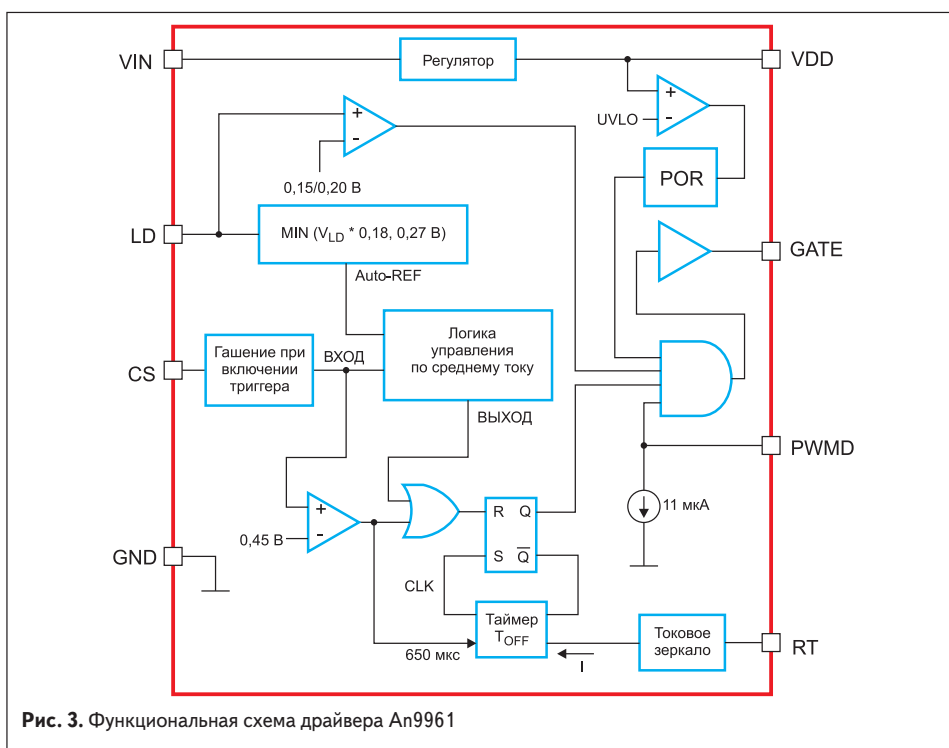 VIN
Регулятор
VDD
+
-
UVLO
+
-
0,15/0,20 В
POR
LD
MIN (VLD * 0,18, 0,27 В)
Auto-REF
GATE
CS
Гашение при
включении
триггера
ВХОД
Логика
управления
по среднему току
ВЫХОД
PWMD
11 мкА
+
-
0,45 В
R Q
S Q̅
GND
CLK
Таймер
TOFF
650 мкс
I
Токовое
зеркало
RT
Рис. 3. Функциональная схема драйвера An9961